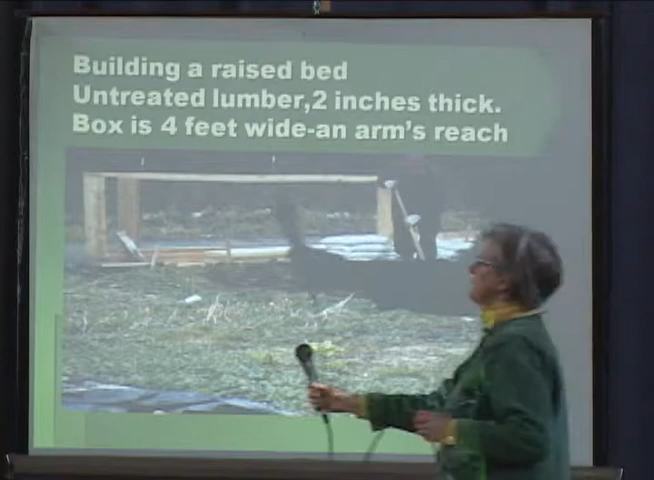 Building a raised bed
Untreated lumber,2 inches thick.
Box is 4 feet wide-an arm's reach